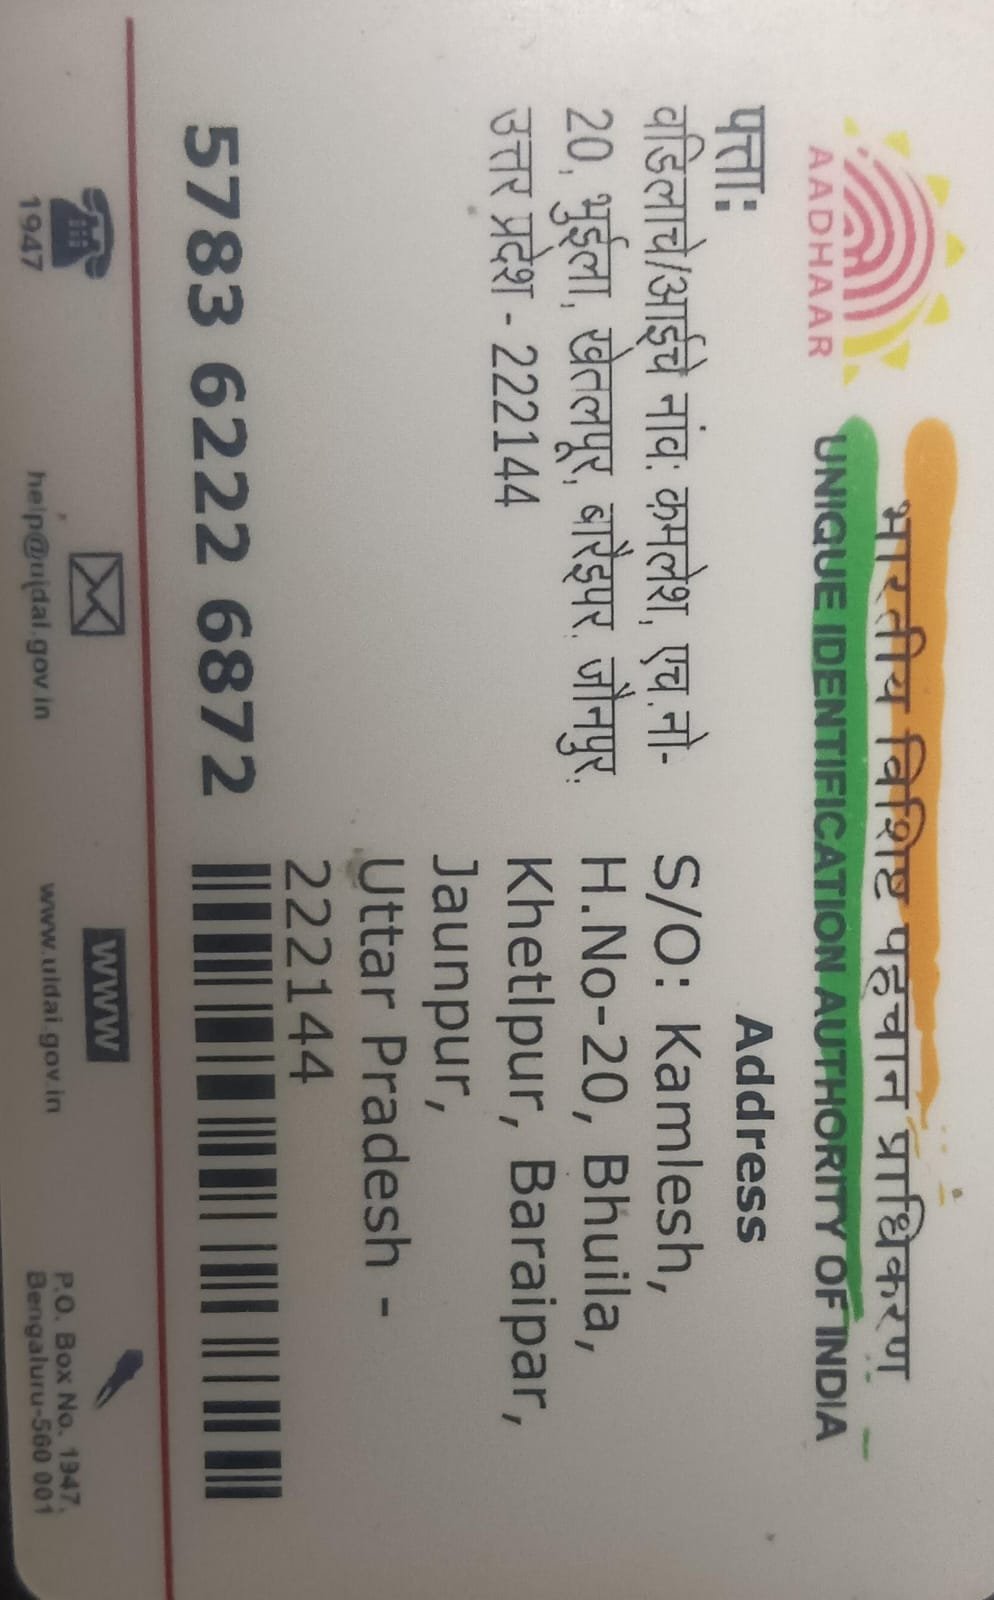 भारतीय विशिष्ट पहचान प्राधिकरण
UNIQUE IDENTIFICATION AUTHORITY OF INDIA
AADHAAR
पत्ता:
वडिलाचे/आईचे नांव: कमलेश, एच.नो-
20, भुईला, खेतलपूर, बारैइपर, जौनपुर,
उत्तर प्रदेश - 222144
Address
S/O: Kamlesh,
H.No-20, Bhuila,
Khetlpur, Baraipar,
Jaunpur,
Uttar Pradesh -
222144
5783 6222 6872
1947
help@uidai.gov.in
www
www.uidai.gov.in
P.O. Box No. 1947,
Bengaluru-560 001